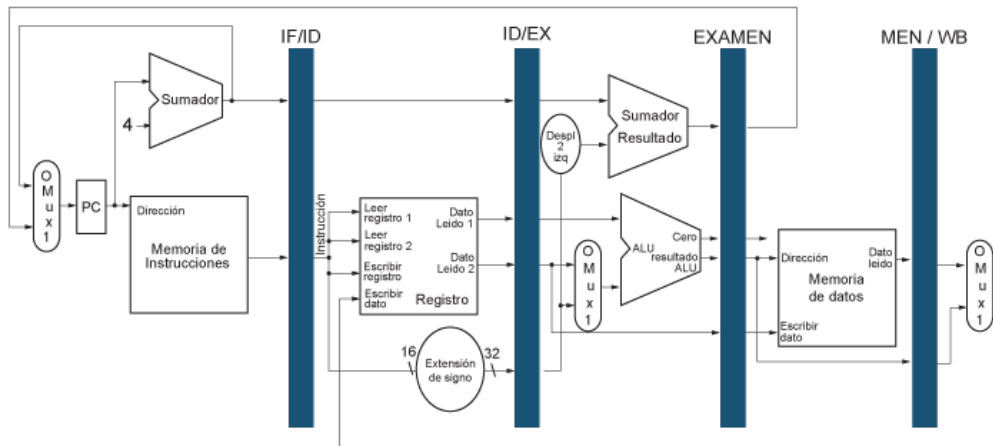 IF/ID
ID/EX
EXAMEN
MEN / WB
Sumador
4
O
M
u
x
1
PC
Dirección
Memoria de
Instrucciones
Instrucción
Leer
registro 1
Leer
registro 2
Escribir
registro
Escribir
dato
Dato
Leido 1
Dato
Leido 2
Registro
16
Extensión
de signo
32
Despl
2
izq
Sumador
Resultado
O
M
u
x
1
ALU
Cero
resultado
ALU
Dirección
Dato
leido
Memoria
de datos
Escribir
dato
O
M
u
x
1